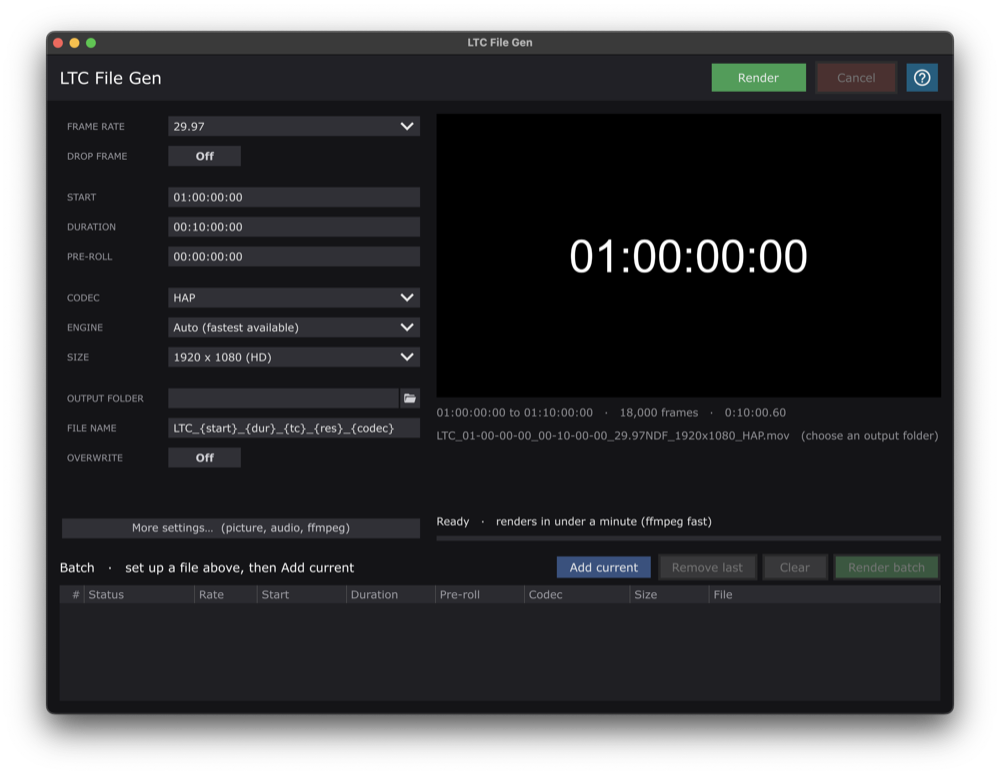 LTC File Gen
LTC File Gen
Render
Cancel
FRAME RATE
29.97
DROP FRAME
Off
START
01:00:00:00
DURATION
00:10:00:00
PRE-ROLL
00:00:00:00
CODEC
HAP
ENGINE
Auto (fastest available)
SIZE
1920 x 1080 (HD)
OUTPUT FOLDER
FILE NAME
LTC_{start}_{dur}_{tc}_{res}_{codec}
OVERWRITE
Off
More settings... (picture, audio, ffmpeg)
01:00:00:00
01:00:00:00 to 01:10:00:00 · 18,000 frames · 0:10:00.60
LTC_01-00-00-00_00-10-00-00_29.97NDF_1920x1080_HAP.mov (choose an output folder)
Ready · renders in under a minute (ffmpeg fast)
Batch · set up a file above, then Add current
Add current
Remove last
Clear
Render batch
# Status Rate Start Duration Pre-roll Codec Size File